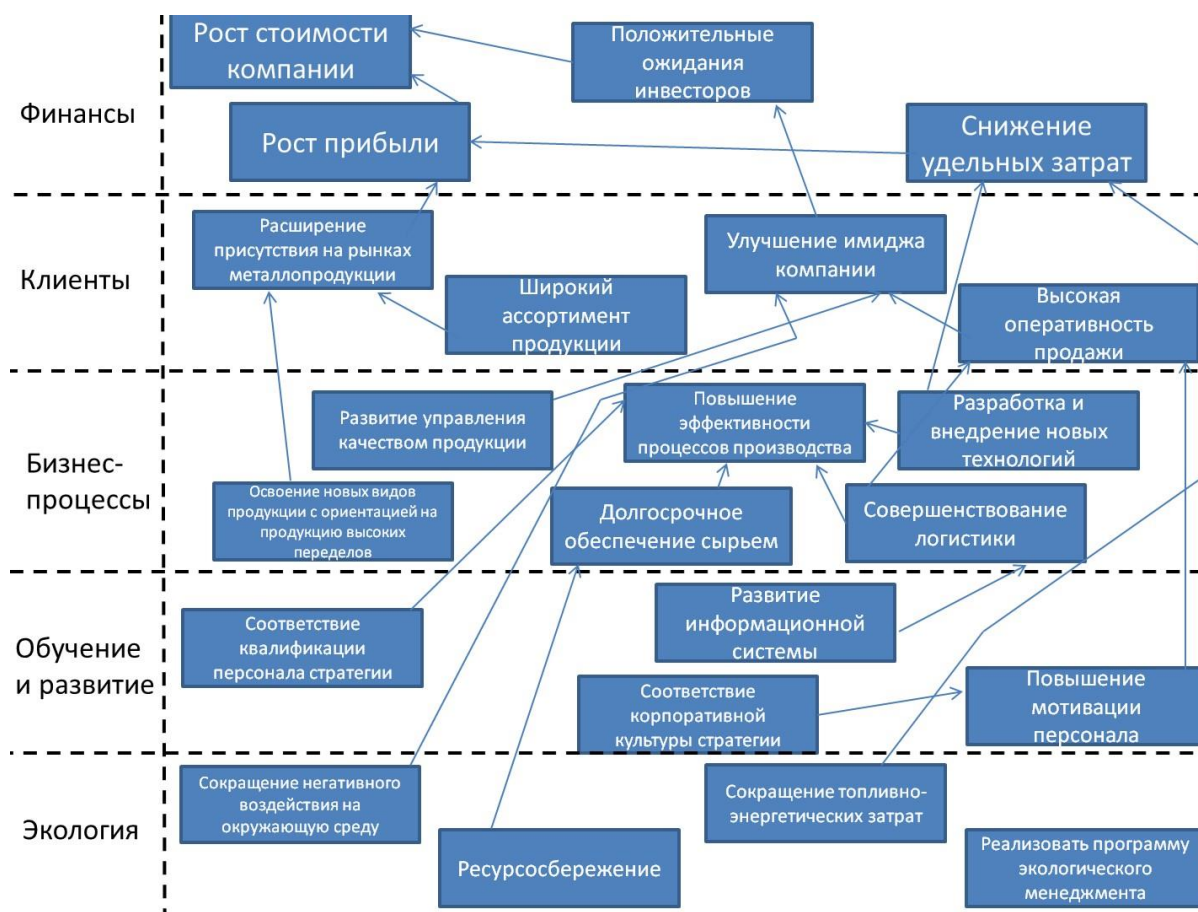 Финансы
Рост стоимости
компании
Положительные
ожидания
инвесторов
Рост прибыли
Снижение
удельных затрат
Клиенты
Расширение
присутствия на рынках
металлопродукции
Улучшение имиджа
компании
Широкий
ассортимент
продукции
Высокая
оперативность
продажи
Бизнес-
процессы
Развитие управления
качеством продукции
Повышение
эффективности
процессов производства
Разработка и
внедрение новых
технологий
Освоение новых видов
продукции с ориентацией на
продукцию высоких
переделов
Долгосрочное
обеспечение сырьем
Совершенствование
логистики
Обучение
и развитие
Соответствие
квалификации
персонала стратегии
Развитие
информационной
системы
Соответствие
корпоративной
культуры стратегии
Повышение
мотивации
персонала
Экология
Сокращение негативного
воздействия на
окружающую среду
Ресурсосбережение
Сокращение топливно-
энергетических затрат
Реализовать программу
экологического
менеджмента